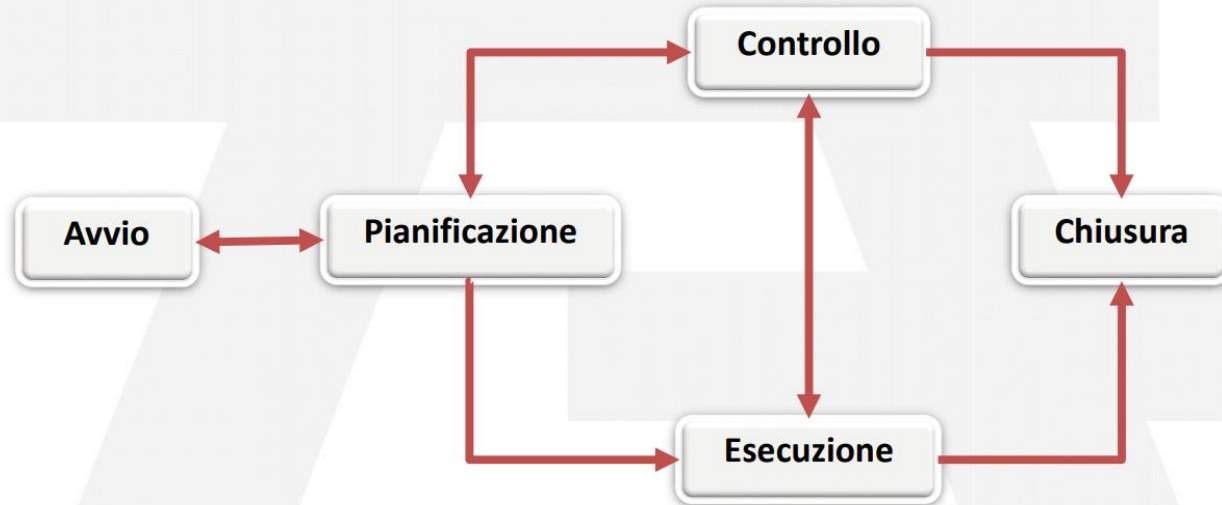 Controllo
Avvio
Pianificazione
Chiusura
Esecuzione